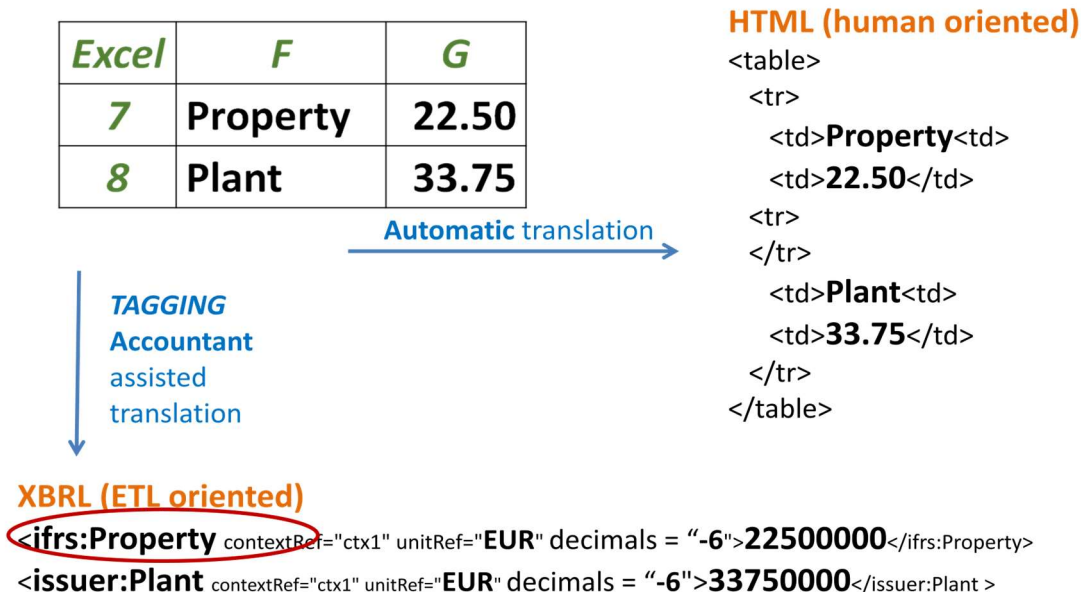 Excel F G
7 Property 22.50
8 Plant 33.75
Automatic translation
TAGGING
Accountant
assisted
translation
HTML (human oriented)
<table>
<tr>
<td>Property<td>
<td>22.50</td>
<tr>
</tr>
<td>Plant<td>
<td>33.75</td>
</tr>
</table>
XBRL (ETL oriented)
<ifrs:Property contextRef="ctx1" unitRef="EUR" decimals = “-6">22500000</ifrs:Property>
<issuer:Plant contextRef="ctx1" unitRef="EUR" decimals = “-6">33750000</issuer:Plant >